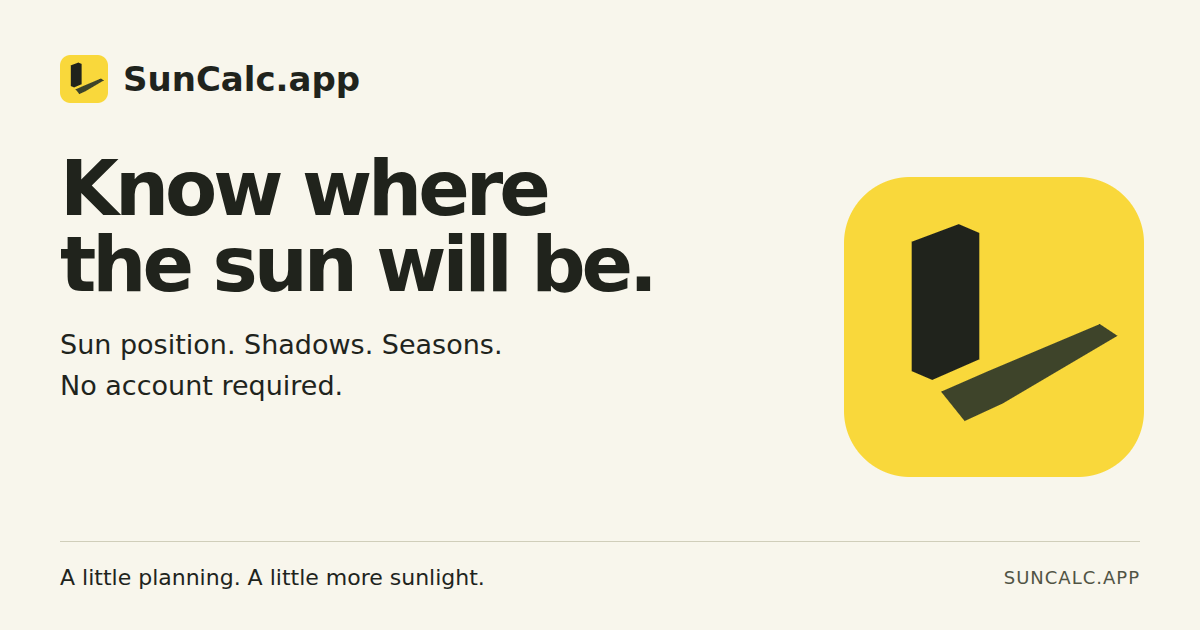 SunCalc.app
Know where
the sun will be.
Sun position. Shadows. Seasons.
No account required.
A little planning. A little more sunlight.
SUNCALC.APP